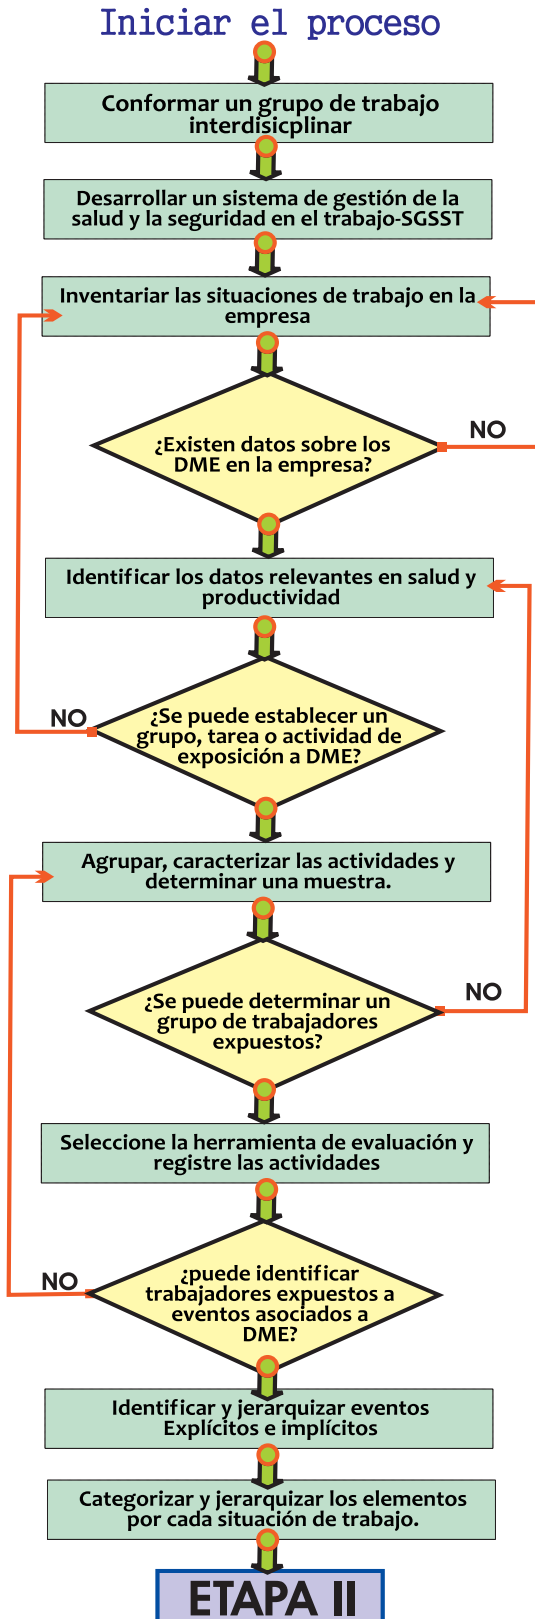 Iniciar el proceso
Conformar un grupo de trabajo
interdisicplinar
Desarrollar un sistema de gestión de la
salud y la seguridad en el trabajo-SGSST
Inventariar las situaciones de trabajo en la
empresa
¿Existen datos sobre los
DME en la empresa?
NO
Identificar los datos relevantes en salud y
productividad
¿Se puede establecer un
grupo, tarea o actividad de
exposición a DME?
NO
Agrupar, caracterizar las actividades y
determinar una muestra.
¿Se puede determinar un
grupo de trabajadores
expuestos?
NO
Seleccione la herramienta de evaluación y
registre las actividades
¿puede identificar
trabajadores expuestos a
eventos asociados a
DME?
NO
Identificar y jerarquizar eventos
Explícitos e implícitos
Categorizar y jerarquizar los elementos
por cada situación de trabajo.
ETAPA II